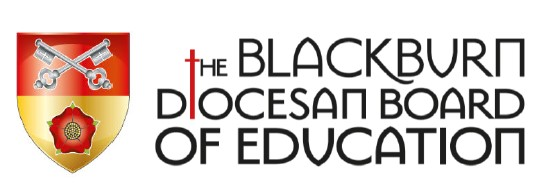 THE BLACKBURN
DIOCESAN BOARD
OF EDUCATION